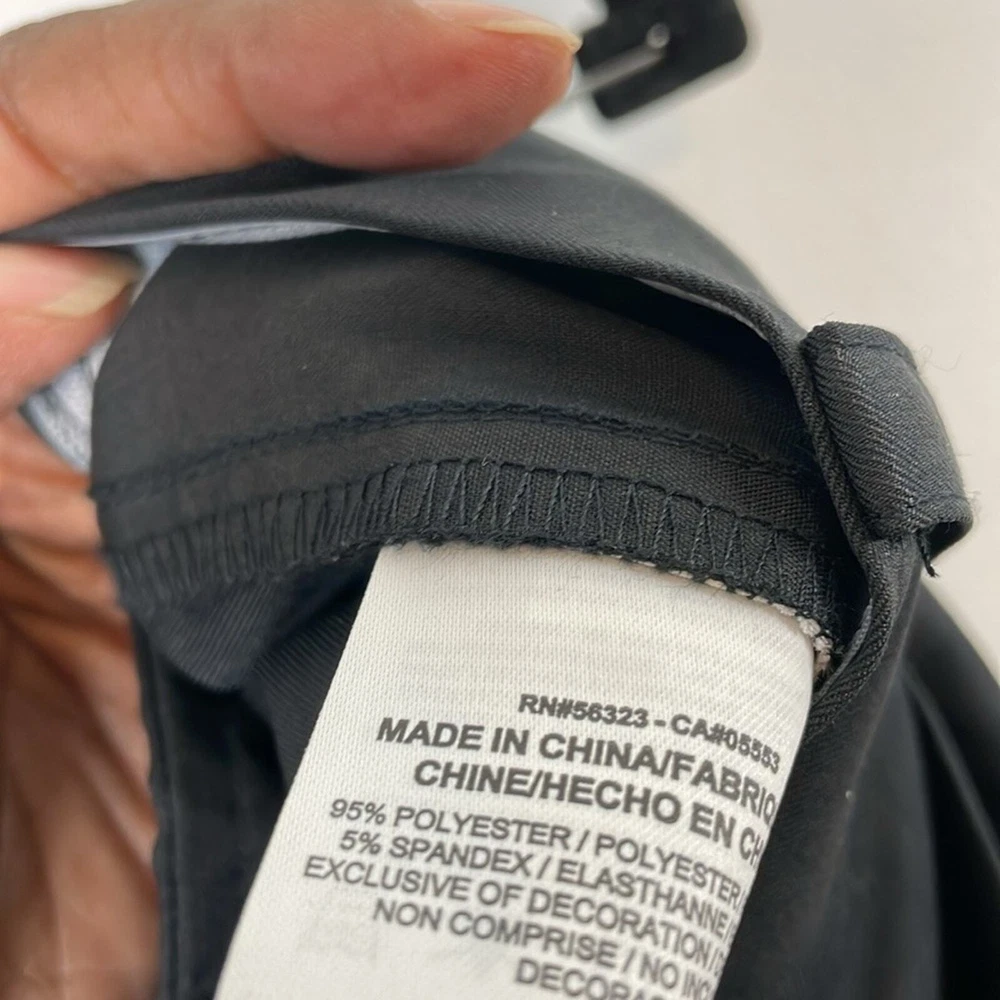 RN#56323 - CA#05553
MADE IN CHINA/FABRIQ
CHINE/HECHO EN CH
95% POLYESTER / POLYESTER/
5% SPANDEX / ELASTHANNE/
EXCLUSIVE OF DECORATION/
NON COMPRISE / NO INC
DECORA